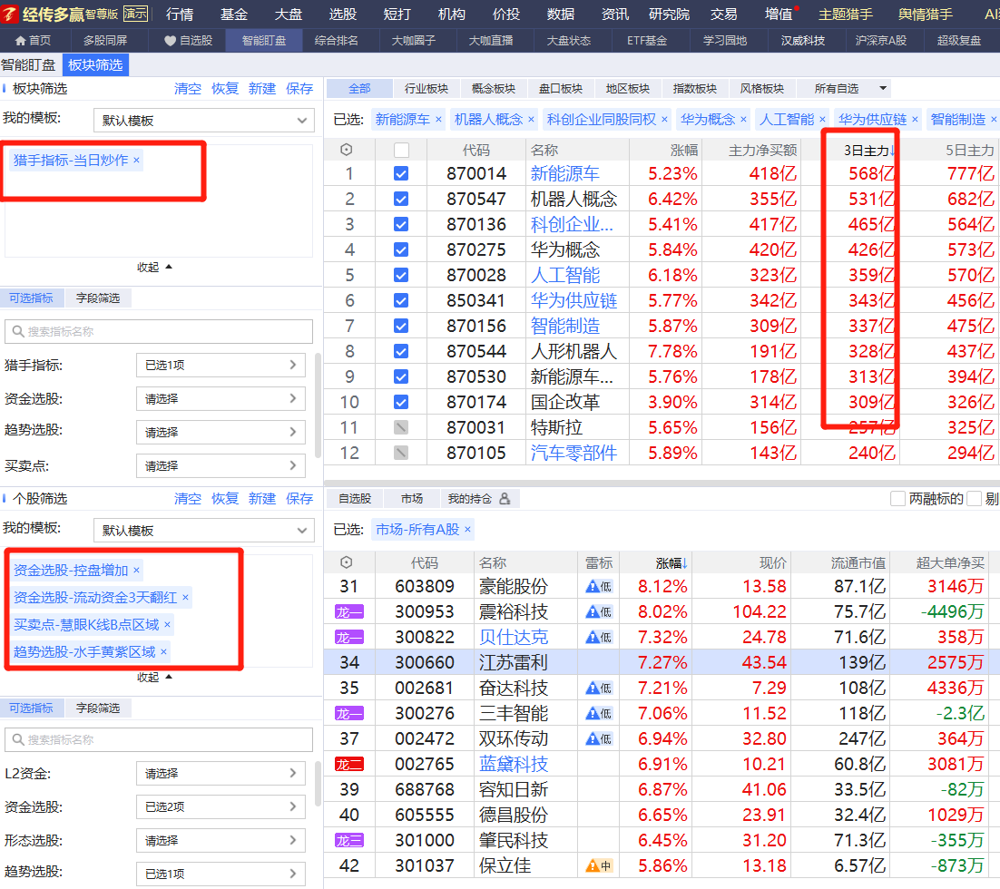 经传多赢 智尊版 演示 行情 基金 大盘 选股 短打 机构 价投 数据 资讯 研究院 交易 增值 主题猎手 舆情猎手
首页 多股同屏 自选股 智能盯盘 综合排名 大咖圈子 大咖直播 大盘状态 ETF基金 学习园地 汉威科技 沪深京A股 超级复盘
智能盯盘 板块筛选
板块筛选 清空 恢复 新建 保存
我的模板: 默认模板
猎手指标-当日炒作 ×
收起
可选指标 字段筛选
搜索指标名称
猎手指标: 已选1项
资金选股: 请选择
趋势选股: 请选择
买卖点: 请选择
全部 行业板块 概念板块 盘口板块 地区板块 指数板块 风格板块 所有自选
已选: 新能源车 × 机器人概念 × 科创企业同股同权 × 华为概念 × 人工智能 × 华为供应链 × 智能制造 ×
代码 名称 涨幅 主力净买额 3日主力↓ 5日主力
1 870014 新能源车 5.23% 418亿 568亿 777亿
2 870547 机器人概念 6.42% 355亿 531亿 682亿
3 870136 科创企业... 5.41% 417亿 465亿 564亿
4 870275 华为概念 5.84% 420亿 426亿 573亿
5 870028 人工智能 6.18% 323亿 359亿 570亿
6 850341 华为供应链 5.77% 342亿 343亿 456亿
7 870156 智能制造 5.87% 309亿 337亿 475亿
8 870544 人形机器人 7.78% 191亿 328亿 437亿
9 870530 新能源车... 5.76% 178亿 313亿 394亿
10 870174 国企改革 3.90% 314亿 309亿 326亿
11 870031 特斯拉 5.65% 156亿 257亿 325亿
12 870105 汽车零部件 5.89% 143亿 240亿 294亿
个股筛选 清空 恢复 新建 保存
我的模板: 默认模板
资金选股-控盘增加 ×
资金选股-流动资金3天翻红 ×
买卖点-慧眼K线B点区域 ×
趋势选股-水手黄紫区域 ×
收起
可选指标 字段筛选
搜索指标名称
L2资金: 请选择
资金选股: 已选2项
形态选股: 请选择
趋势选股: 已选1项
自选股 市场 我的持仓 两融标的 剔
已选: 市场-所有A股 ×
代码 名称 雷标 涨幅↓ 现价 流通市值 超大单净买
31 603809 豪能股份 低 8.12% 13.58 87.1亿 3146万
龙一 300953 震裕科技 低 8.02% 104.22 75.7亿 -4496万
龙一 300822 贝仕达克 低 7.32% 24.78 71.6亿 358万
34 300660 江苏雷利 7.27% 43.54 139亿 2575万
35 002681 奋达科技 低 7.21% 7.29 108亿 4336万
龙一 300276 三丰智能 低 7.06% 11.52 118亿 -2.3亿
37 002472 双环传动 低 6.94% 32.80 247亿 364万
龙二 002765 蓝黛科技 6.91% 10.21 60.8亿 3081万
39 688768 容知日新 6.87% 41.06 33.5亿 -82万
40 605555 德昌股份 6.65% 23.91 32.4亿 1029万
龙三 301000 肇民科技 6.45% 31.20 71.3亿 -355万
42 301037 保立佳 中 5.86% 13.18 6.57亿 -873万